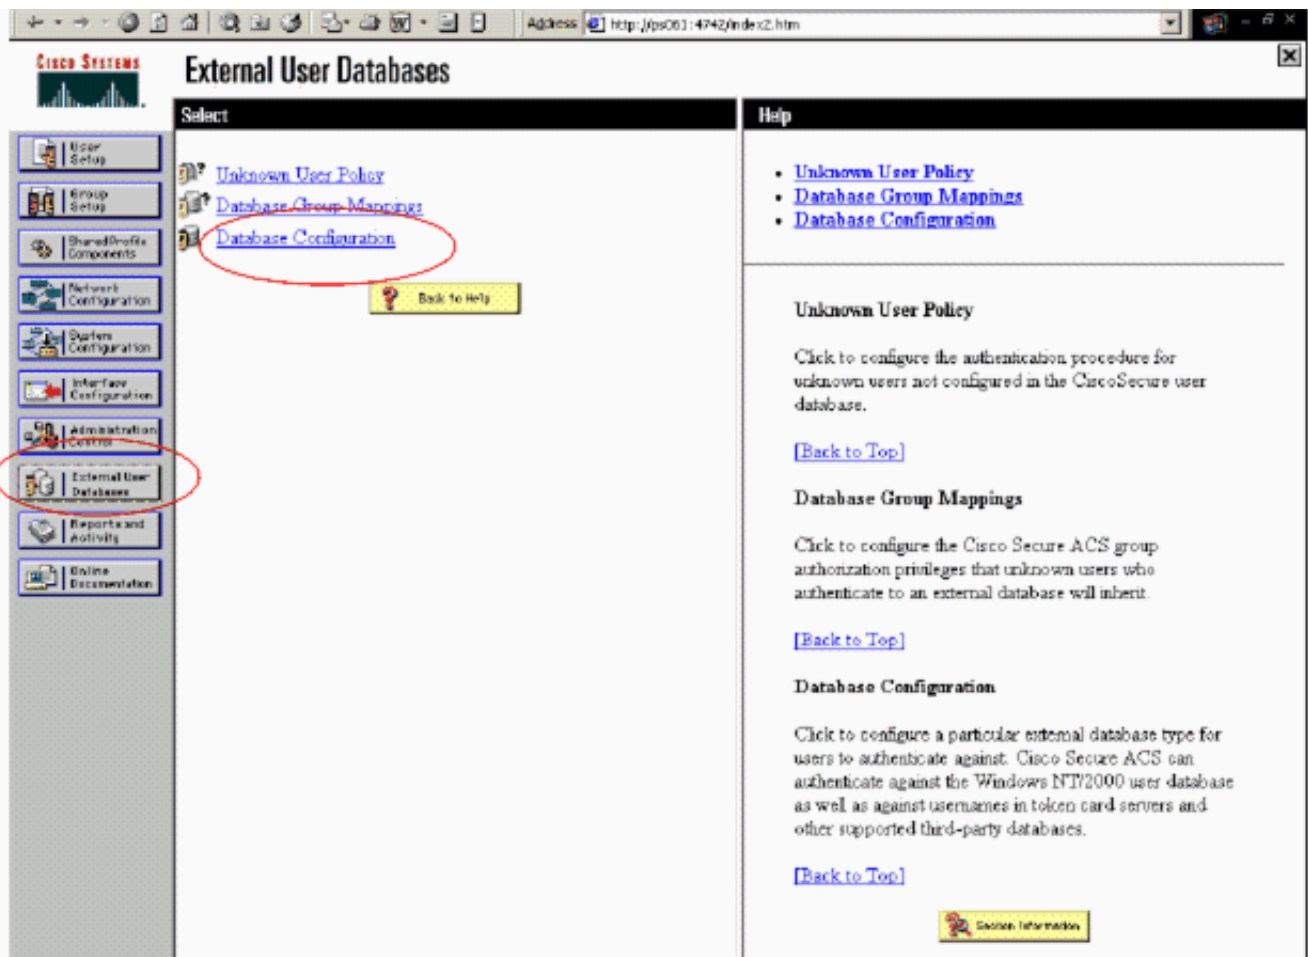 Address http://ps061:4742/index2.htm
CISCO SYSTEMS
External User Databases
Select
Help
User
Setup
Group
Setup
SharedProfile
Components
Network
Configuration
System
Configuration
Interface
Configuration
Administration
Control
External User
Databases
Reports and
Activity
Online
Documentation
Unknown User Policy
Database Group Mappings
Database Configuration
Back to Help
• Unknown User Policy
• Database Group Mappings
• Database Configuration
Unknown User Policy
Click to configure the authentication procedure for
unknown users not configured in the CiscoSecure user
database.
[Back to Top]
Database Group Mappings
Click to configure the Cisco Secure ACS group
authorization privileges that unknown users who
authenticate to an external database will inherit.
[Back to Top]
Database Configuration
Click to configure a particular external database type for
users to authenticate against. Cisco Secure ACS can
authenticate against the Windows NT/2000 user database
as well as against usernames in token card servers and
other supported third-party databases.
[Back to Top]
Section Information